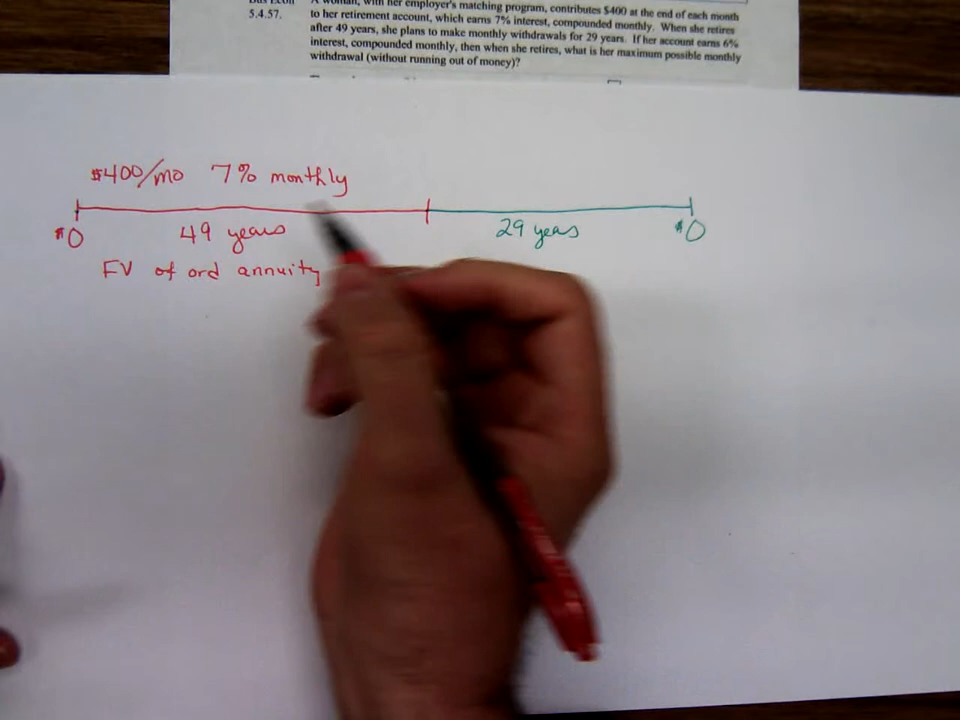 5.4.57.
woman, with her employer's matching program, contributes $400 at the end of each month
to her retirement account, which earns 7% interest, compounded monthly. When she retires
after 49 years, she plans to make monthly withdrawals for 29 years. If her account earns 6%
interest, compounded monthly, then when she retires, what is her maximum possible monthly
withdrawal (without running out of money)?
$400/mo 7% monthly
$0 49 years 29 yeas $0
FV of ord annuity